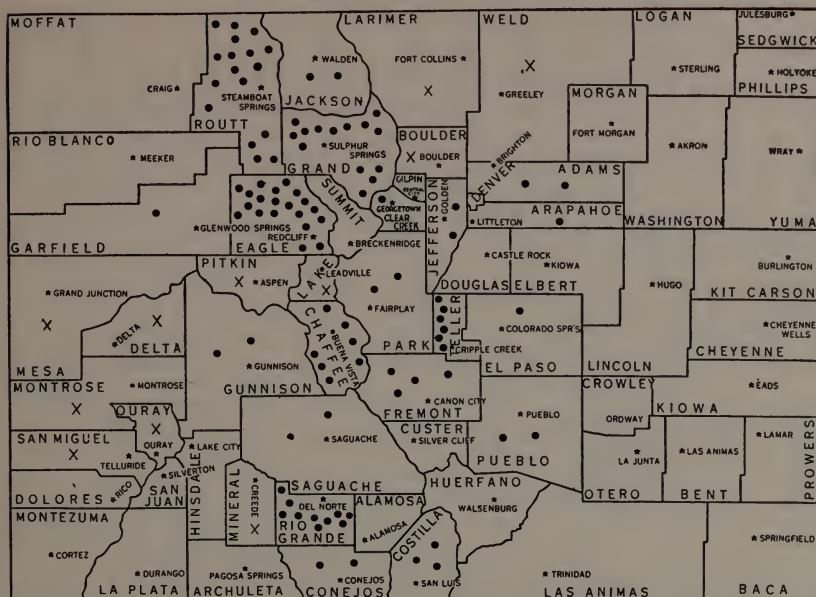 MOFFAT
LARIMER
WELD
LOGAN
JULESBURG
SEDGWICK
WALDEN
FORT COLLINS
STERLING
HOLYOKE
CRAIG
STEAMBOAT
SPRINGS
JACKSON
GREELEY
MORGAN
PHILLIPS
ROUTT
FORT MORGAN
RIO BLANCO
SULPHUR
SPRINGS
BOULDER
BOULDER
BRIGHTON
AKRON
WRAY
MEEKER
GRAND
GILPIN
CENTRAL
CITY
DENVER
ADAMS
SUMMIT
GEORGETOWN
CLEAR
CREEK
JEFFERSON
GOLDEN
ARAPAHOE
GLENWOOD SPRINGS
REDCLIFF
LITTLETON
WASHINGTON
YUMA
GARFIELD
EAGLE
BRECKENRIDGE
PITKIN
LAKE
LEADVILLE
CASTLE ROCK
KIOWA
BURLINGTON
GRAND JUNCTION
ASPEN
DOUGLAS
ELBERT
HUGO
KIT CARSON
FAIRPLAY
TELLER
DELTA
CHAFFEE
BUENA VISTA
COLORADO SPR'S.
CHEYENNE
WELLS
DELTA
PARK
CRIPPLE CREEK
MESA
GUNNISON
EL PASO
LINCOLN
CHEYENNE
MONTROSE
MONTROSE
GUNNISON
CROWLEY
EADS
OURAY
CANON CITY
PUEBLO
KIOWA
FREMONT
ORDWAY
SAN MIGUEL
OURAY
LAKE CITY
SAGUACHE
CUSTER
SILVER CLIFF
LAMAR
TELLURIDE
PUEBLO
LA JUNTA
LAS ANIMAS
PROWERS
SILVERTON
HINSDALE
MINERAL
CREEDE
SAGUACHE
HUERFANO
DOLORES
RICO
SAN
JUAN
DEL NORTE
ALAMOSA
OTERO
BENT
MONTEZUMA
RIO
GRANDE
COSTILLA
WALSENBURG
ALAMOSA
SPRINGFIELD
CORTEZ
DURANGO
PAGOSA SPRINGS
CONEJOS
SAN LUIS
TRINIDAD
LA PLATA
ARCHULETA
CONEJOS
LAS ANIMAS
BACA